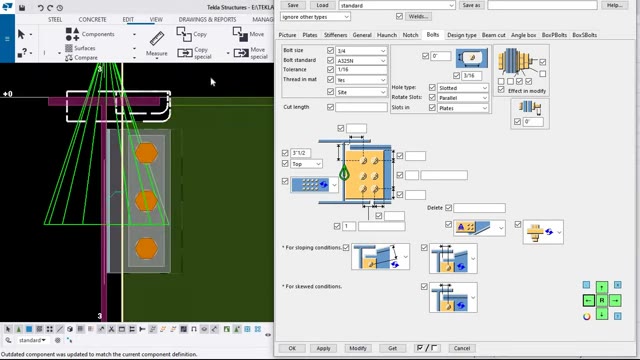 Tekla Structures - E:\TEKLA
STEEL
CONCRETE
EDIT
VIEW
DRAWINGS & REPORTS
MANAGE
Components
Surfaces
More
Measure
Copy
Copy special
Move
Move special
+0
3
3
standard
Outdated component was updated to match the current component definition.
Save
Load
standard
Save as
Help...
ignore other types
Welds...
Picture
Plates
Stiffeners
Haunch
Notch
Bolts
General
Design type
Beam cut
Angle box
BoxPBolts
BoxSBolts
Bolt size
3/4
Bolt standard
A325N
Tolerance
1/16
Thread in mat
Yes
Site
Cut length
0"
3/16
Hole type:
Slotted
Rotate Slots:
Parallel
Slots in
Plates
Effect in modify
0"
3"1/2
Top
1
Delete
* For sloping conditions.
* For skewed conditions.
R
OK
Apply
Modify
Get
Cancel